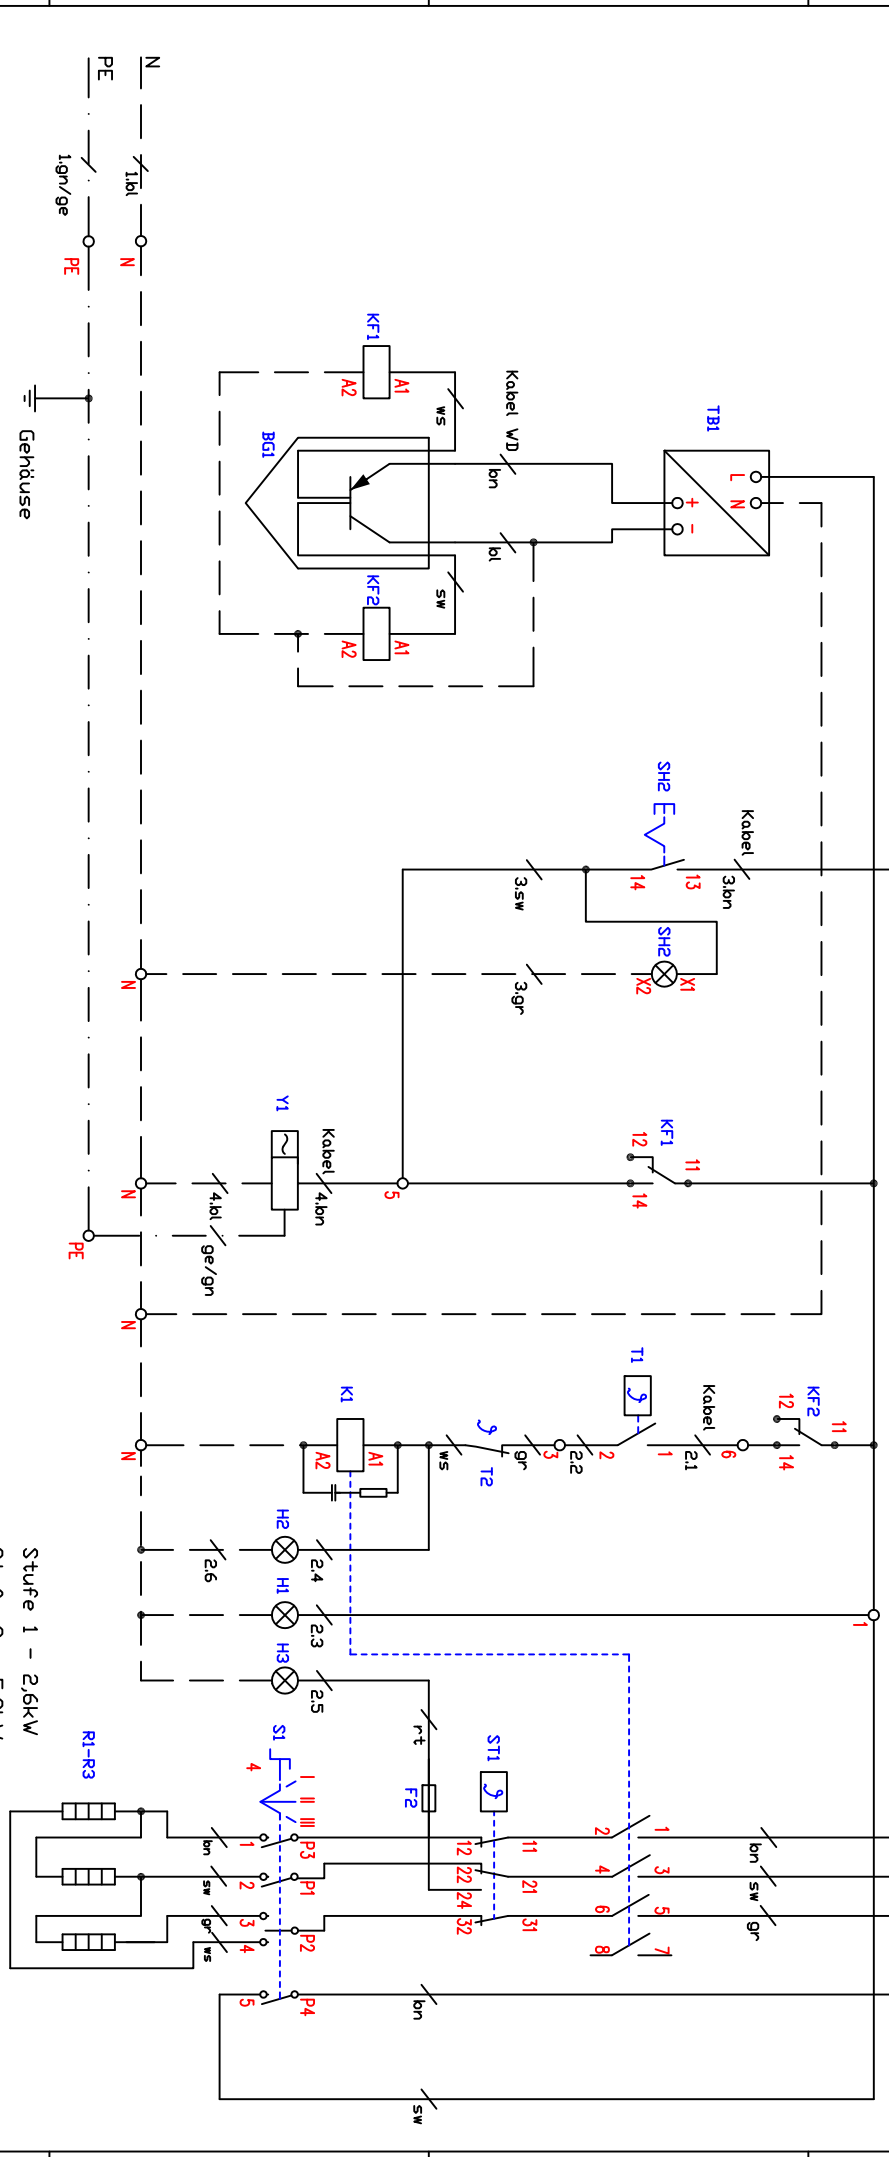 N
PE
1.bl
1.gn/ge
N
PE
Gehäuse
KF1
A1
A2
ws
Kabel WD
bn
BG1
bl
KF2
A1
A2
sw
TB1
L
N
+
-
SH2
Kabel
3.bn
13
14
3.sw
SH2
X1
X2
3.gr
N
KF1
11
12
14
5
Kabel
4.bn
Y1
4.bl
ge/gn
N
PE
N
KF2
11
12
14
6
Kabel
2.1
T1
1
2
2.2
3
gr
T2
ws
K1
A1
A2
N
H2
2.4
2.6
H1
2.3
1
H3
2.5
rt
F2
Stufe 1 - 2,6kW
S1
4
I
II
III
ST1
R1-R3
bn
1
P3
12
11
2
1
bn
sw
2
P1
22
21
4
3
sw
24
gr
3
P2
32
31
6
5
gr
ws
4
8
7
5
P4
bn
sw